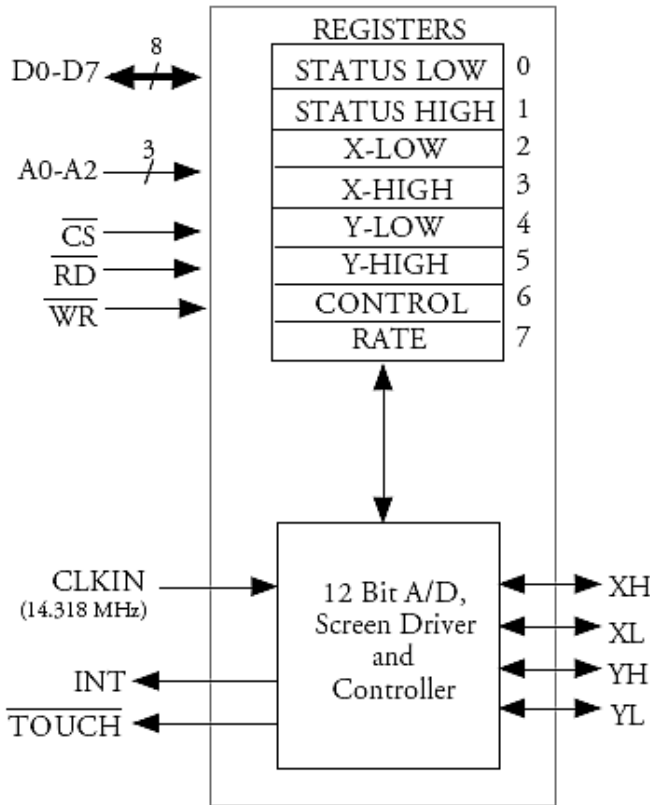 REGISTERS
D0-D7
8
STATUS LOW 0
STATUS HIGH 1
A0-A2
3
X-LOW 2
X-HIGH 3
CS
Y-LOW 4
RD
Y-HIGH 5
WR
CONTROL 6
RATE 7
CLKIN
(14.318 MHz)
12 Bit A/D,
Screen Driver
and
Controller
XH
XL
YH
YL
INT
TOUCH